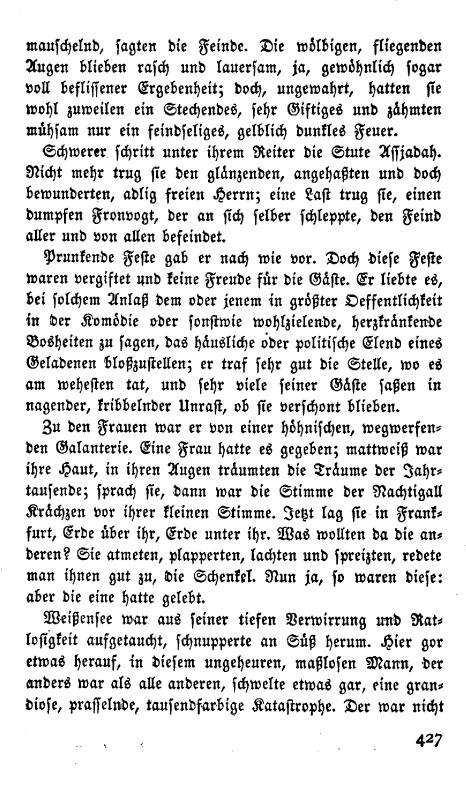 mauschelnd, sagten die Feinde. Die wölbigen, fliegenden
Augen blieben rasch und lauersam, ja, gewöhnlich sogar
voll beflissener Ergebenheit; doch, ungewahrt, hatten sie
wohl zuweilen ein Stechendes, sehr Giftiges und zähmten
mühsam nur ein feindseliges, gelblich dunkles Feuer.
Schwerer schritt unter ihrem Reiter die Stute Assjadah.
Nicht mehr trug sie den glänzenden, angehaßten und doch
bewunderten, adlig freien Herrn; eine Last trug sie, einen
dumpfen Fronvogt, der an sich selber schleppte, den Feind
aller und von allen befeindet.
Prunkende Feste gab er nach wie vor. Doch diese Feste
waren vergiftet und keine Freude für die Gäste. Er liebte es,
bei solchem Anlaß dem oder jenem in größter Oeffentlichkeit
in der Komödie oder sonstwie wohlzielende, herzkränkende
Bosheiten zu sagen, das häusliche oder politische Elend eines
Geladenen bloßzustellen; er traf sehr gut die Stelle, wo es
am wehesten tat, und sehr viele seiner Gäste saßen in
nagender, kribbelnder Unrast, ob sie verschont blieben.
Zu den Frauen war er von einer höhnischen, wegwerfen-
den Galanterie. Eine Frau hatte es gegeben; mattweiß war
ihre Haut, in ihren Augen träumten die Träume der Jahr-
tausende; sprach sie, dann war die Stimme der Nachtigall
Krächzen vor ihrer kleinen Stimme. Jetzt lag sie in Frank-
furt, Erde über ihr, Erde unter ihr. Was wollten da die an-
deren? Sie atmeten, plapperten, lachten und spreizten, redete
man ihnen gut zu, die Schenkel. Nun ja, so waren diese:
aber die eine hatte gelebt.
Weißensee war aus seiner tiefen Verwirrung und Rat-
losigkeit aufgetaucht, schnupperte an Süß herum. Hier gor
etwas herauf, in diesem ungeheuren, maßlosen Mann, der
anders war als alle anderen, schwelte etwas gar, eine gran-
diose, prasselnde, tausendfarbige Katastrophe. Der war nicht
427